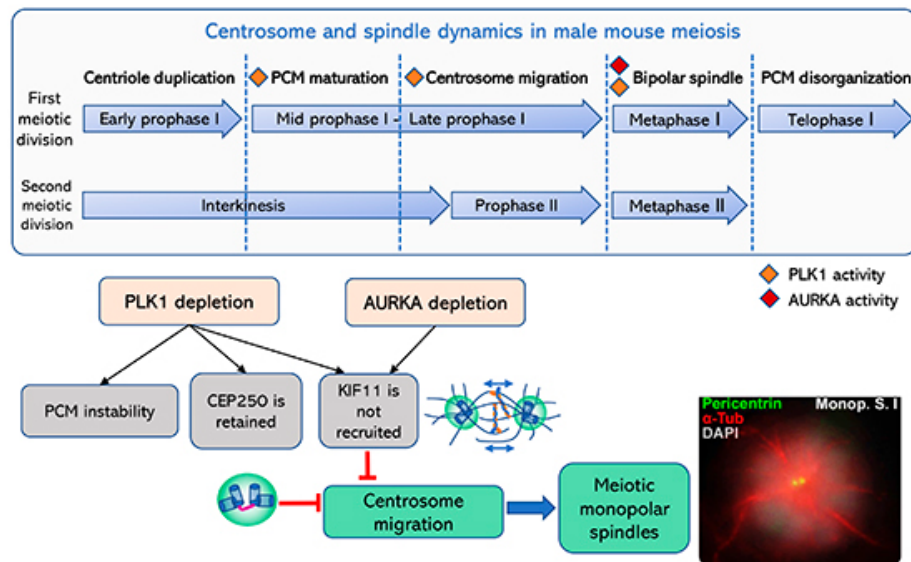 Centrosome and spindle dynamics in male mouse meiosis
Centriole duplication
PCM maturation
Centrosome migration
Bipolar spindle
PCM disorganization
First
meiotic
division
Early prophase I
Mid prophase I - Late prophase I
Metaphase I
Telophase I
Second
meiotic
division
Interkinesis
Prophase II
Metaphase II
PLK1 activity
AURKA activity
PLK1 depletion
AURKA depletion
PCM instability
CEP250 is
retained
KIF11 is
not
recruited
Centrosome
migration
Meiotic
monopolar
spindles
Pericentrin
Monop. S. I
α-Tub
DAPI